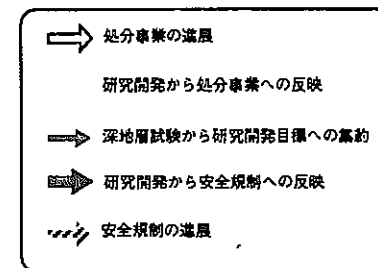 処分事業の進展
研究開発から処分事業への反映
深地層試験から研究開発目標への集約
研究開発から安全規制への反映
安全規制の進展